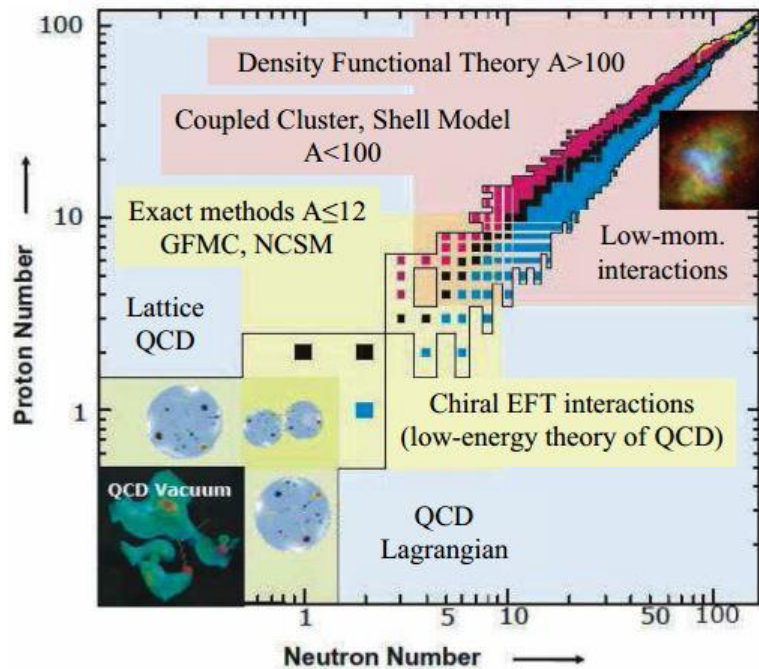 100
Density Functional Theory A>100
Coupled Cluster, Shell Model
A<100
10
Exact methods A≤12
GFMC, NCSM
Low-mom.
interactions
Lattice
QCD
1
Chiral EFT interactions
(low-energy theory of QCD)
QCD Vacuum
QCD
Lagrangian
Proton Number
1
5
10
50
100
Neutron Number